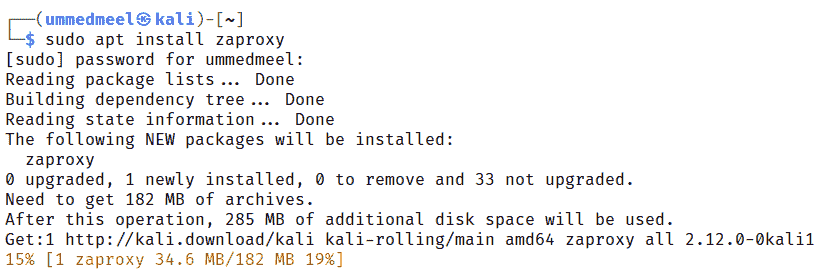 ┌──(ummedmeel㉿kali)-[~]
└─$ sudo apt install zaproxy
[sudo] password for ummedmeel:
Reading package lists... Done
Building dependency tree... Done
Reading state information... Done
The following NEW packages will be installed:
  zaproxy
0 upgraded, 1 newly installed, 0 to remove and 33 not upgraded.
Need to get 182 MB of archives.
After this operation, 285 MB of additional disk space will be used.
Get:1 http://kali.download/kali kali-rolling/main amd64 zaproxy all 2.12.0-0kali1
15% [1 zaproxy 34.6 MB/182 MB 19%]